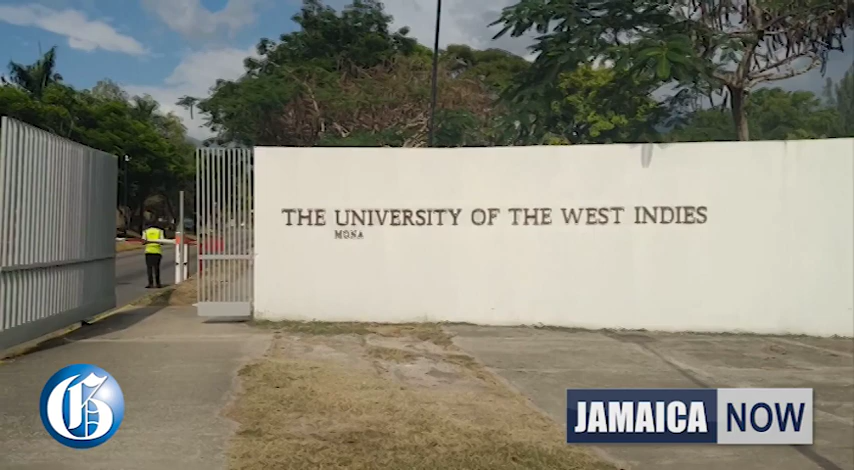 THE UNIVERSITY OF THE WEST INDIES
MONA
G
JAMAICA NOW